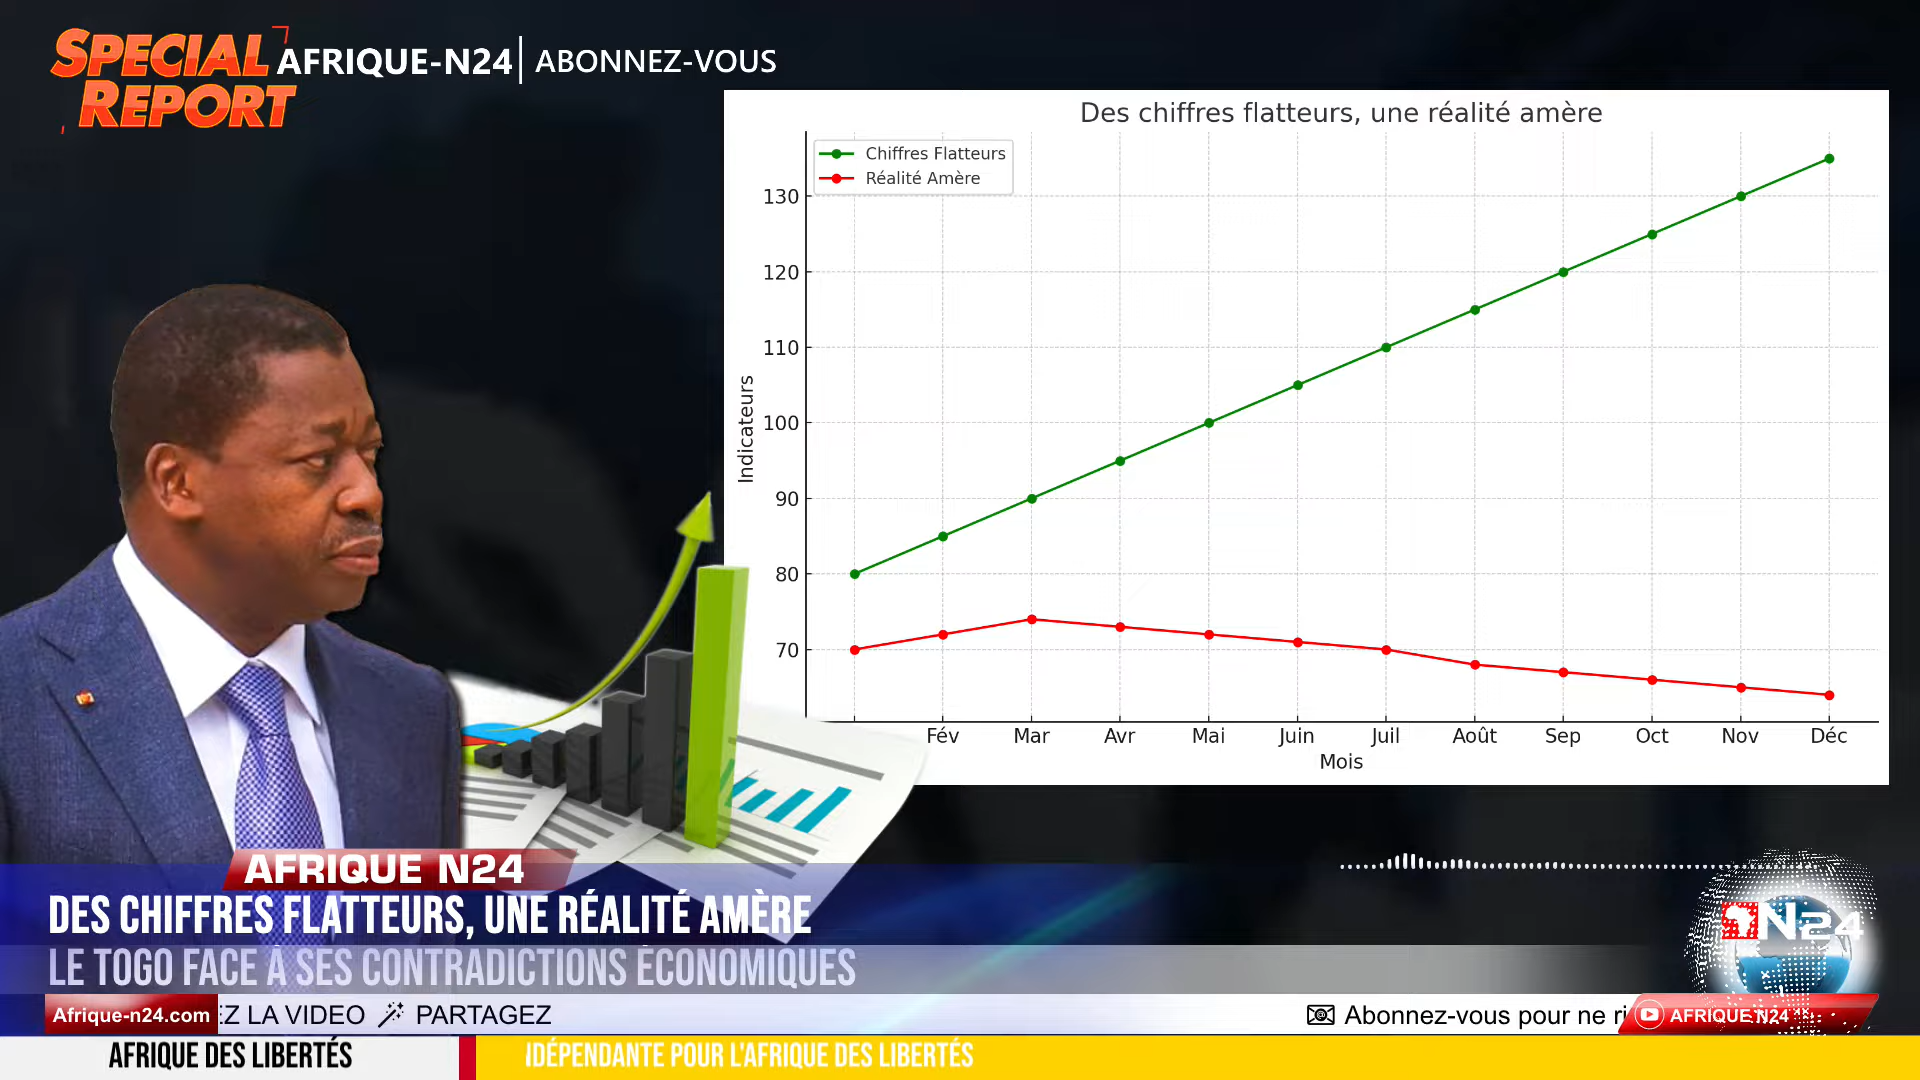 SPECIAL
REPORT
AFRIQUE-N24 | ABONNEZ-VOUS
Des chiffres flatteurs, une réalité amère
Chiffres Flatteurs
Réalité Amère
130
120
110
100
90
80
70
Indicateurs
Fév Mar Avr Mai Juin Juil Août Sep Oct Nov Déc
Mois
AFRIQUE N24
DES CHIFFRES FLATTEURS, UNE RÉALITÉ AMÈRE
LE TOGO FACE À SES CONTRADICTIONS ÉCONOMIQUES
N24
Afrique-n24.com
EZ LA VIDEO PARTAGEZ
Abonnez-vous pour ne ri
AFRIQUE N24
AFRIQUE DES LIBERTÉS
IDÉPENDANTE POUR L'AFRIQUE DES LIBERTÉS